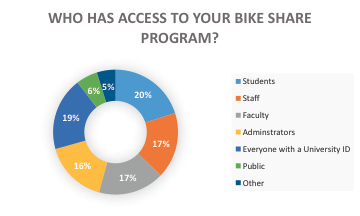 WHO HAS ACCESS TO YOUR BIKE SHARE
PROGRAM?
5%
6%
20%
19%
17%
16%
17%
Students
Staff
Faculty
Adminstrators
Everyone with a University ID
Public
Other